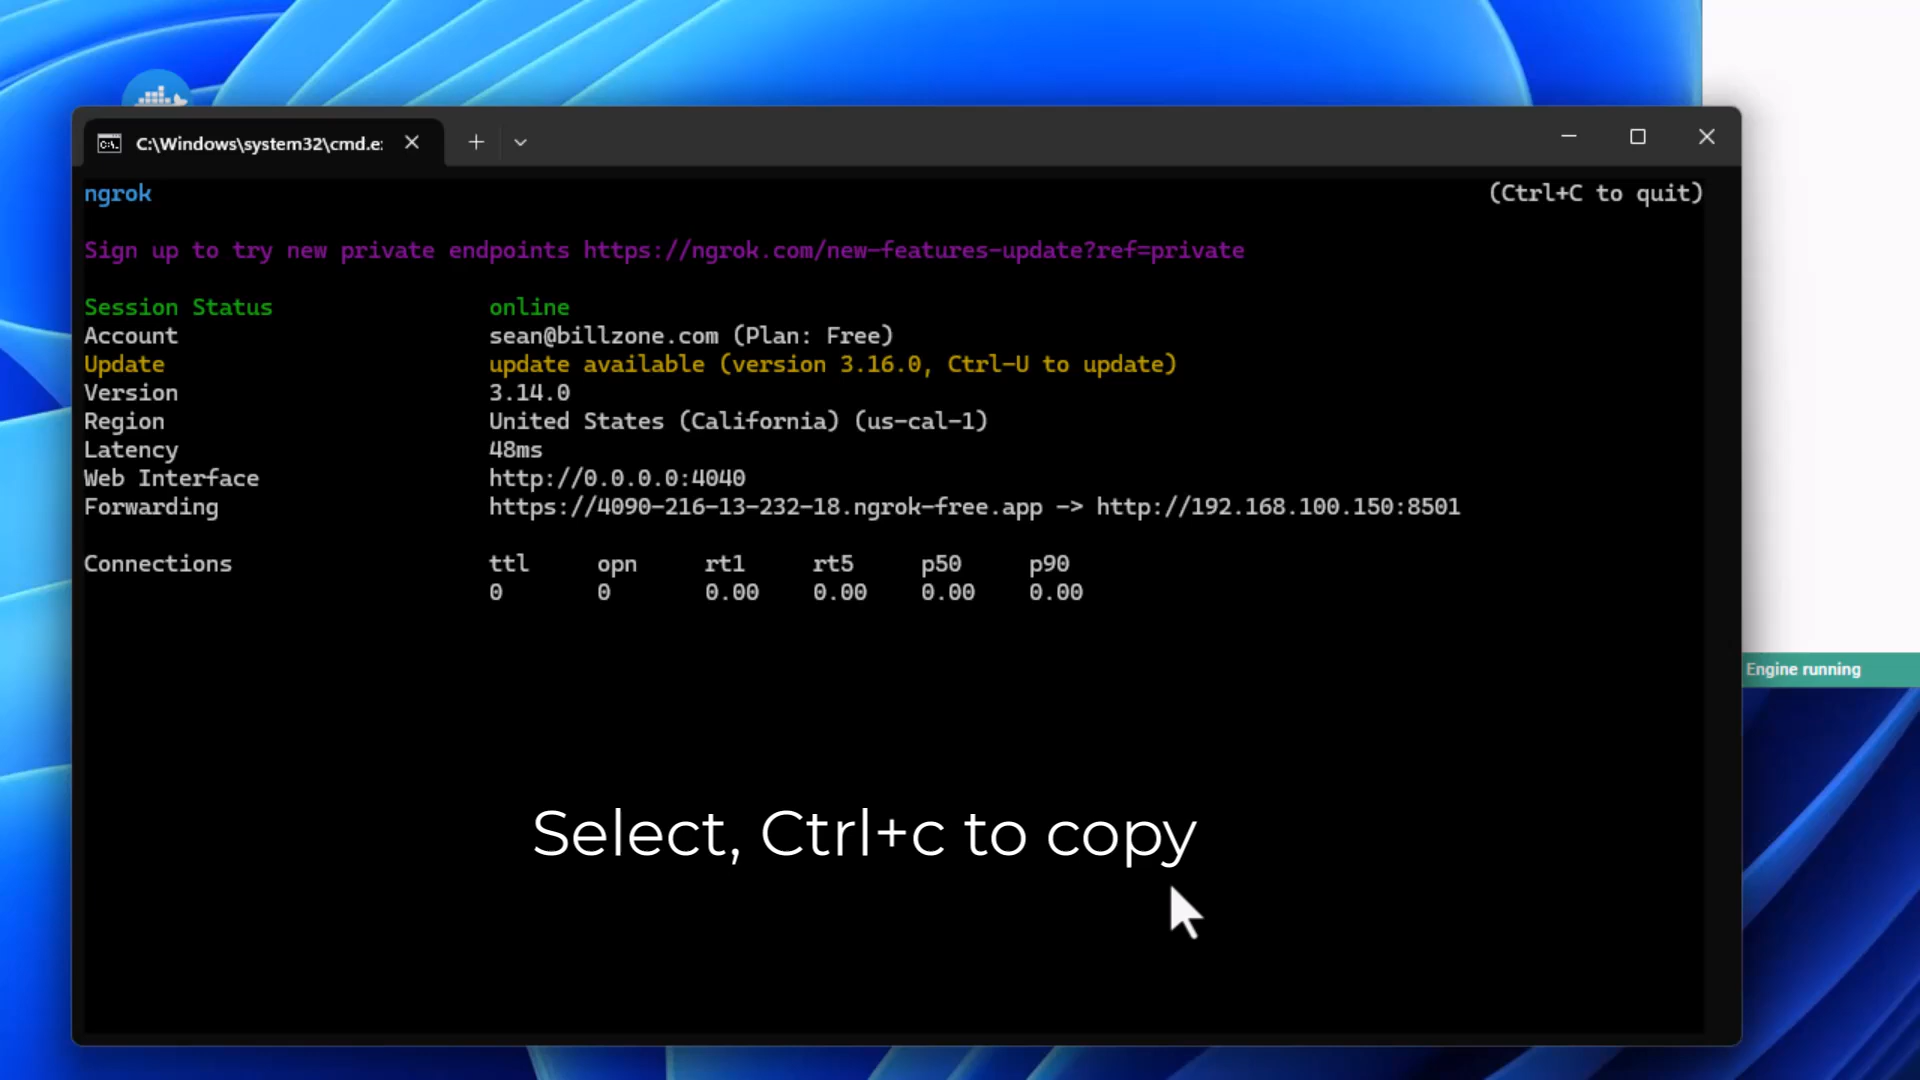 C:\Windows\system32\cmd.e:
ngrok
(Ctrl+C to quit)
Sign up to try new private endpoints https://ngrok.com/new-features-update?ref=private
Session Status online
Account sean@billzone.com (Plan: Free)
Update update available (version 3.16.0, Ctrl-U to update)
Version 3.14.0
Region United States (California) (us-cal-1)
Latency 48ms
Web Interface http://0.0.0.0:4040
Forwarding https://4090-216-13-232-18.ngrok-free.app -> http://192.168.100.150:8501
Connections ttl opn rt1 rt5 p50 p90
0 0 0.00 0.00 0.00 0.00
Engine running
Select, Ctrl+c to copy